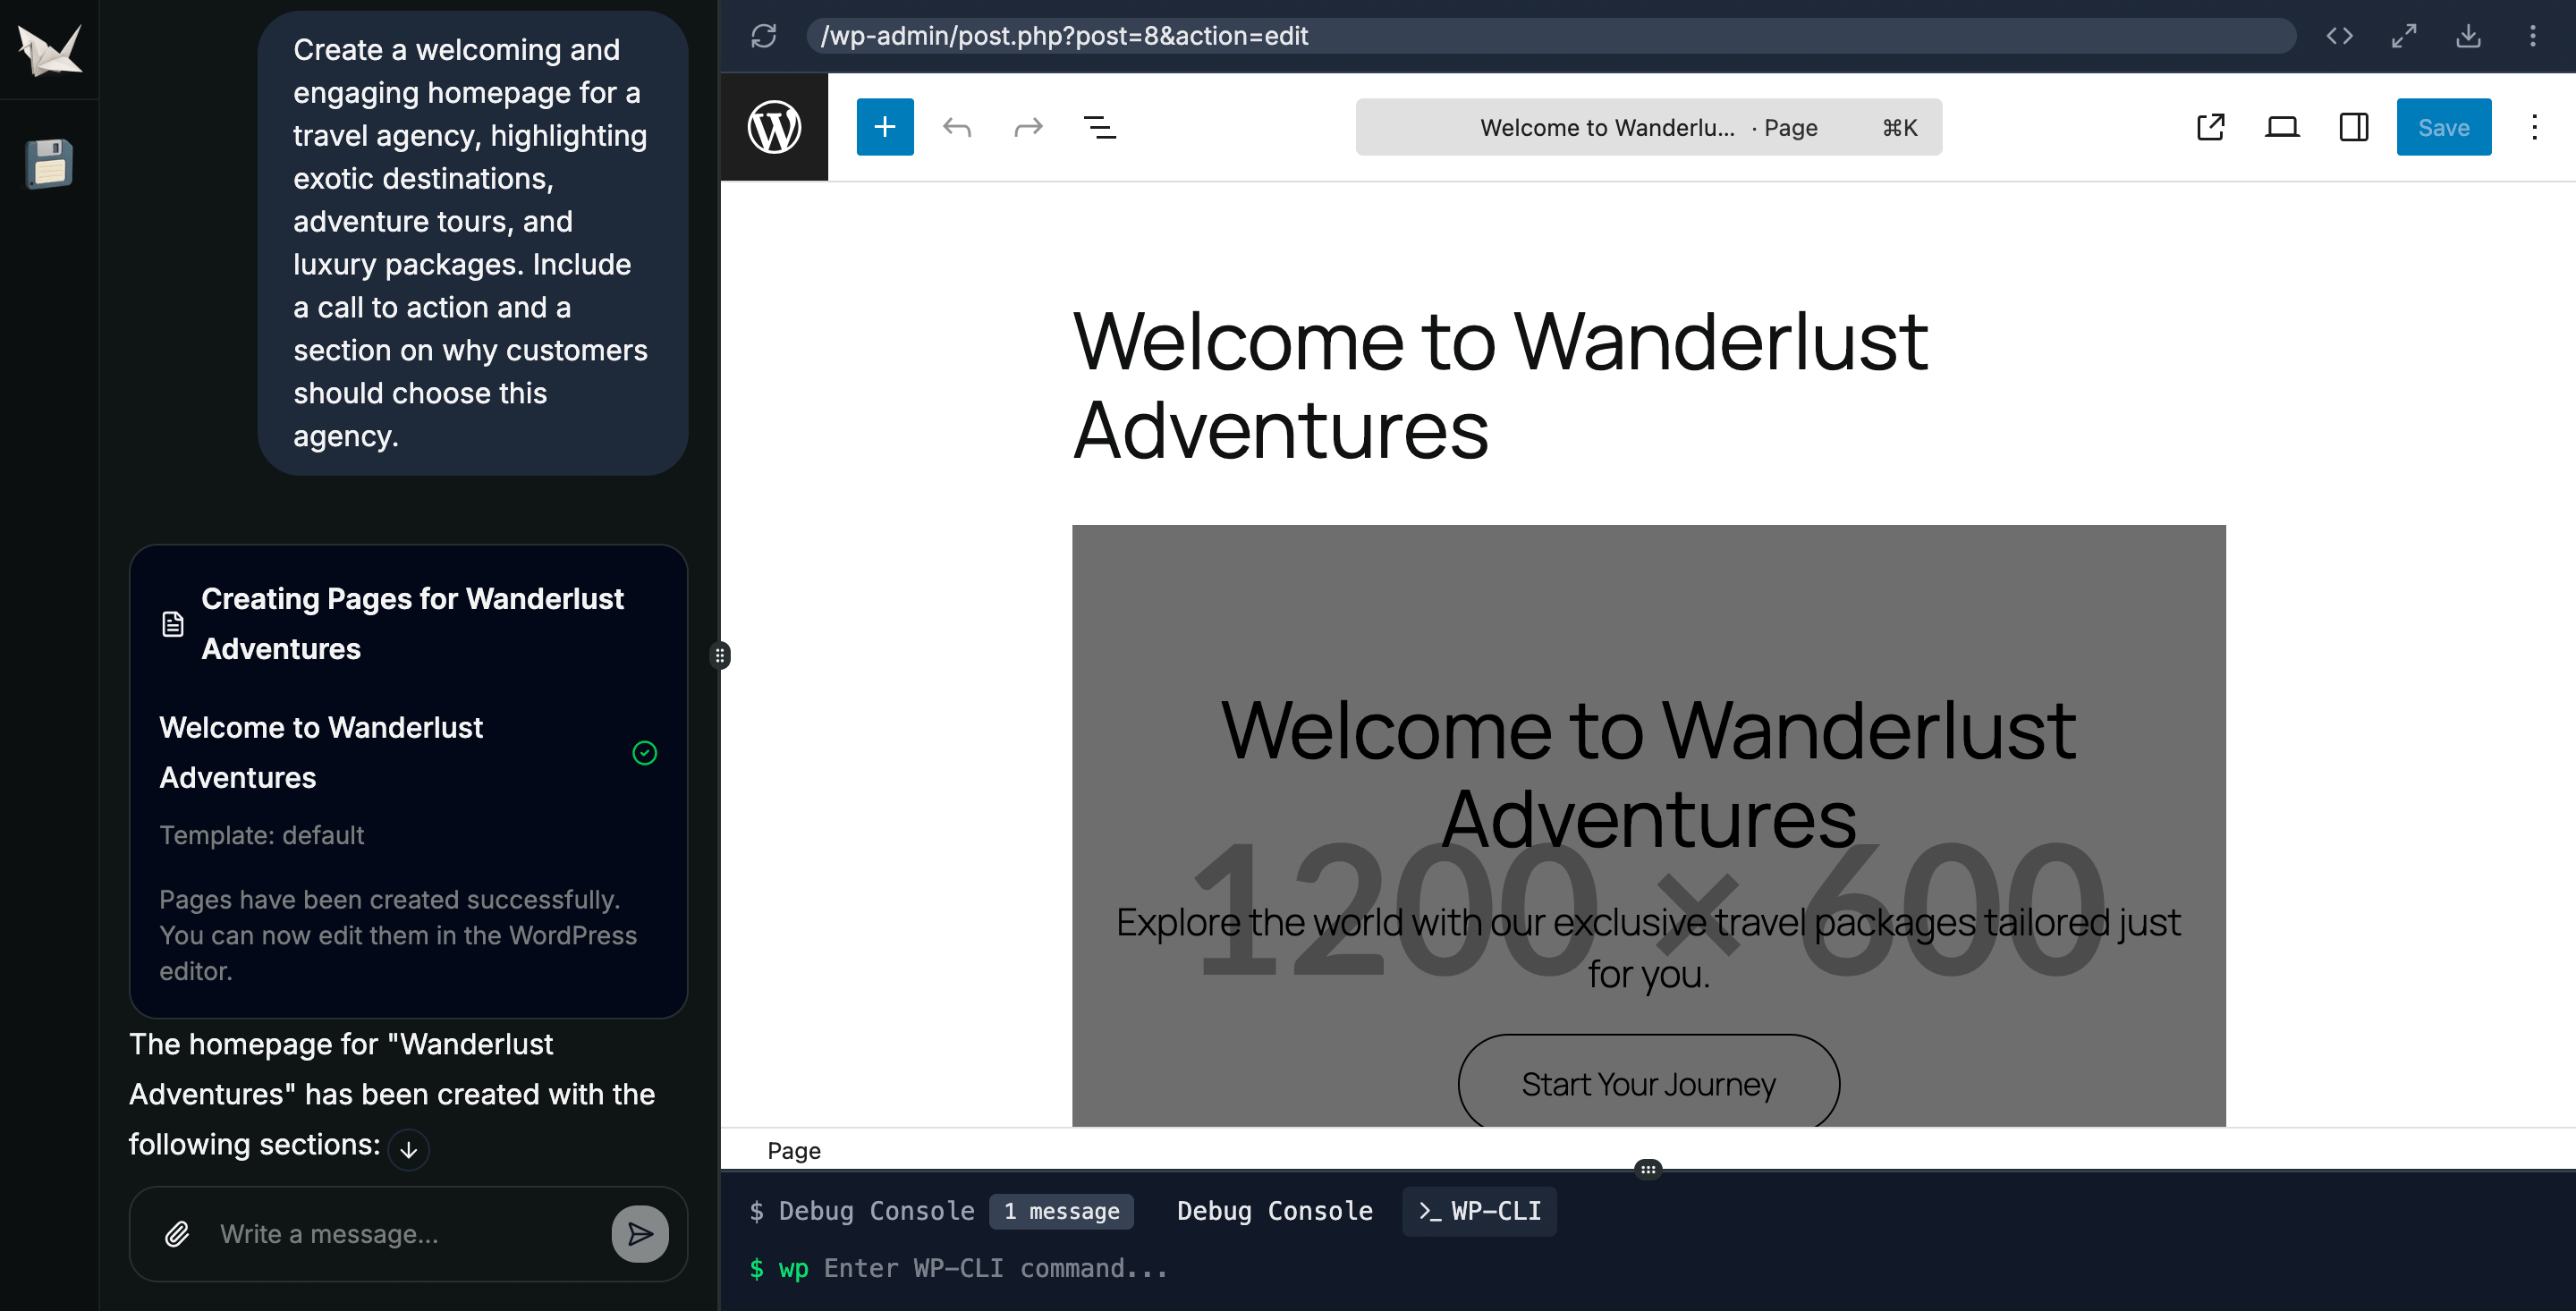 Create a welcoming and
engaging homepage for a
travel agency, highlighting
exotic destinations,
adventure tours, and
luxury packages. Include
a call to action and a
section on why customers
should choose this
agency.
Creating Pages for Wanderlust
Adventures
Welcome to Wanderlust
Adventures
Template: default
Pages have been created successfully.
You can now edit them in the WordPress
editor.
The homepage for "Wanderlust
Adventures" has been created with the
following sections:
Write a message...
/wp-admin/post.php?post=8&action=edit
Welcome to Wanderlu... · Page ⌘K
Save
Welcome to Wanderlust
Adventures
Welcome to Wanderlust
Adventures
1200 × 600
Explore the world with our exclusive travel packages tailored just
for you.
Start Your Journey
Page
$ Debug Console 1 message Debug Console >_ WP-CLI
$ wp Enter WP-CLI command...